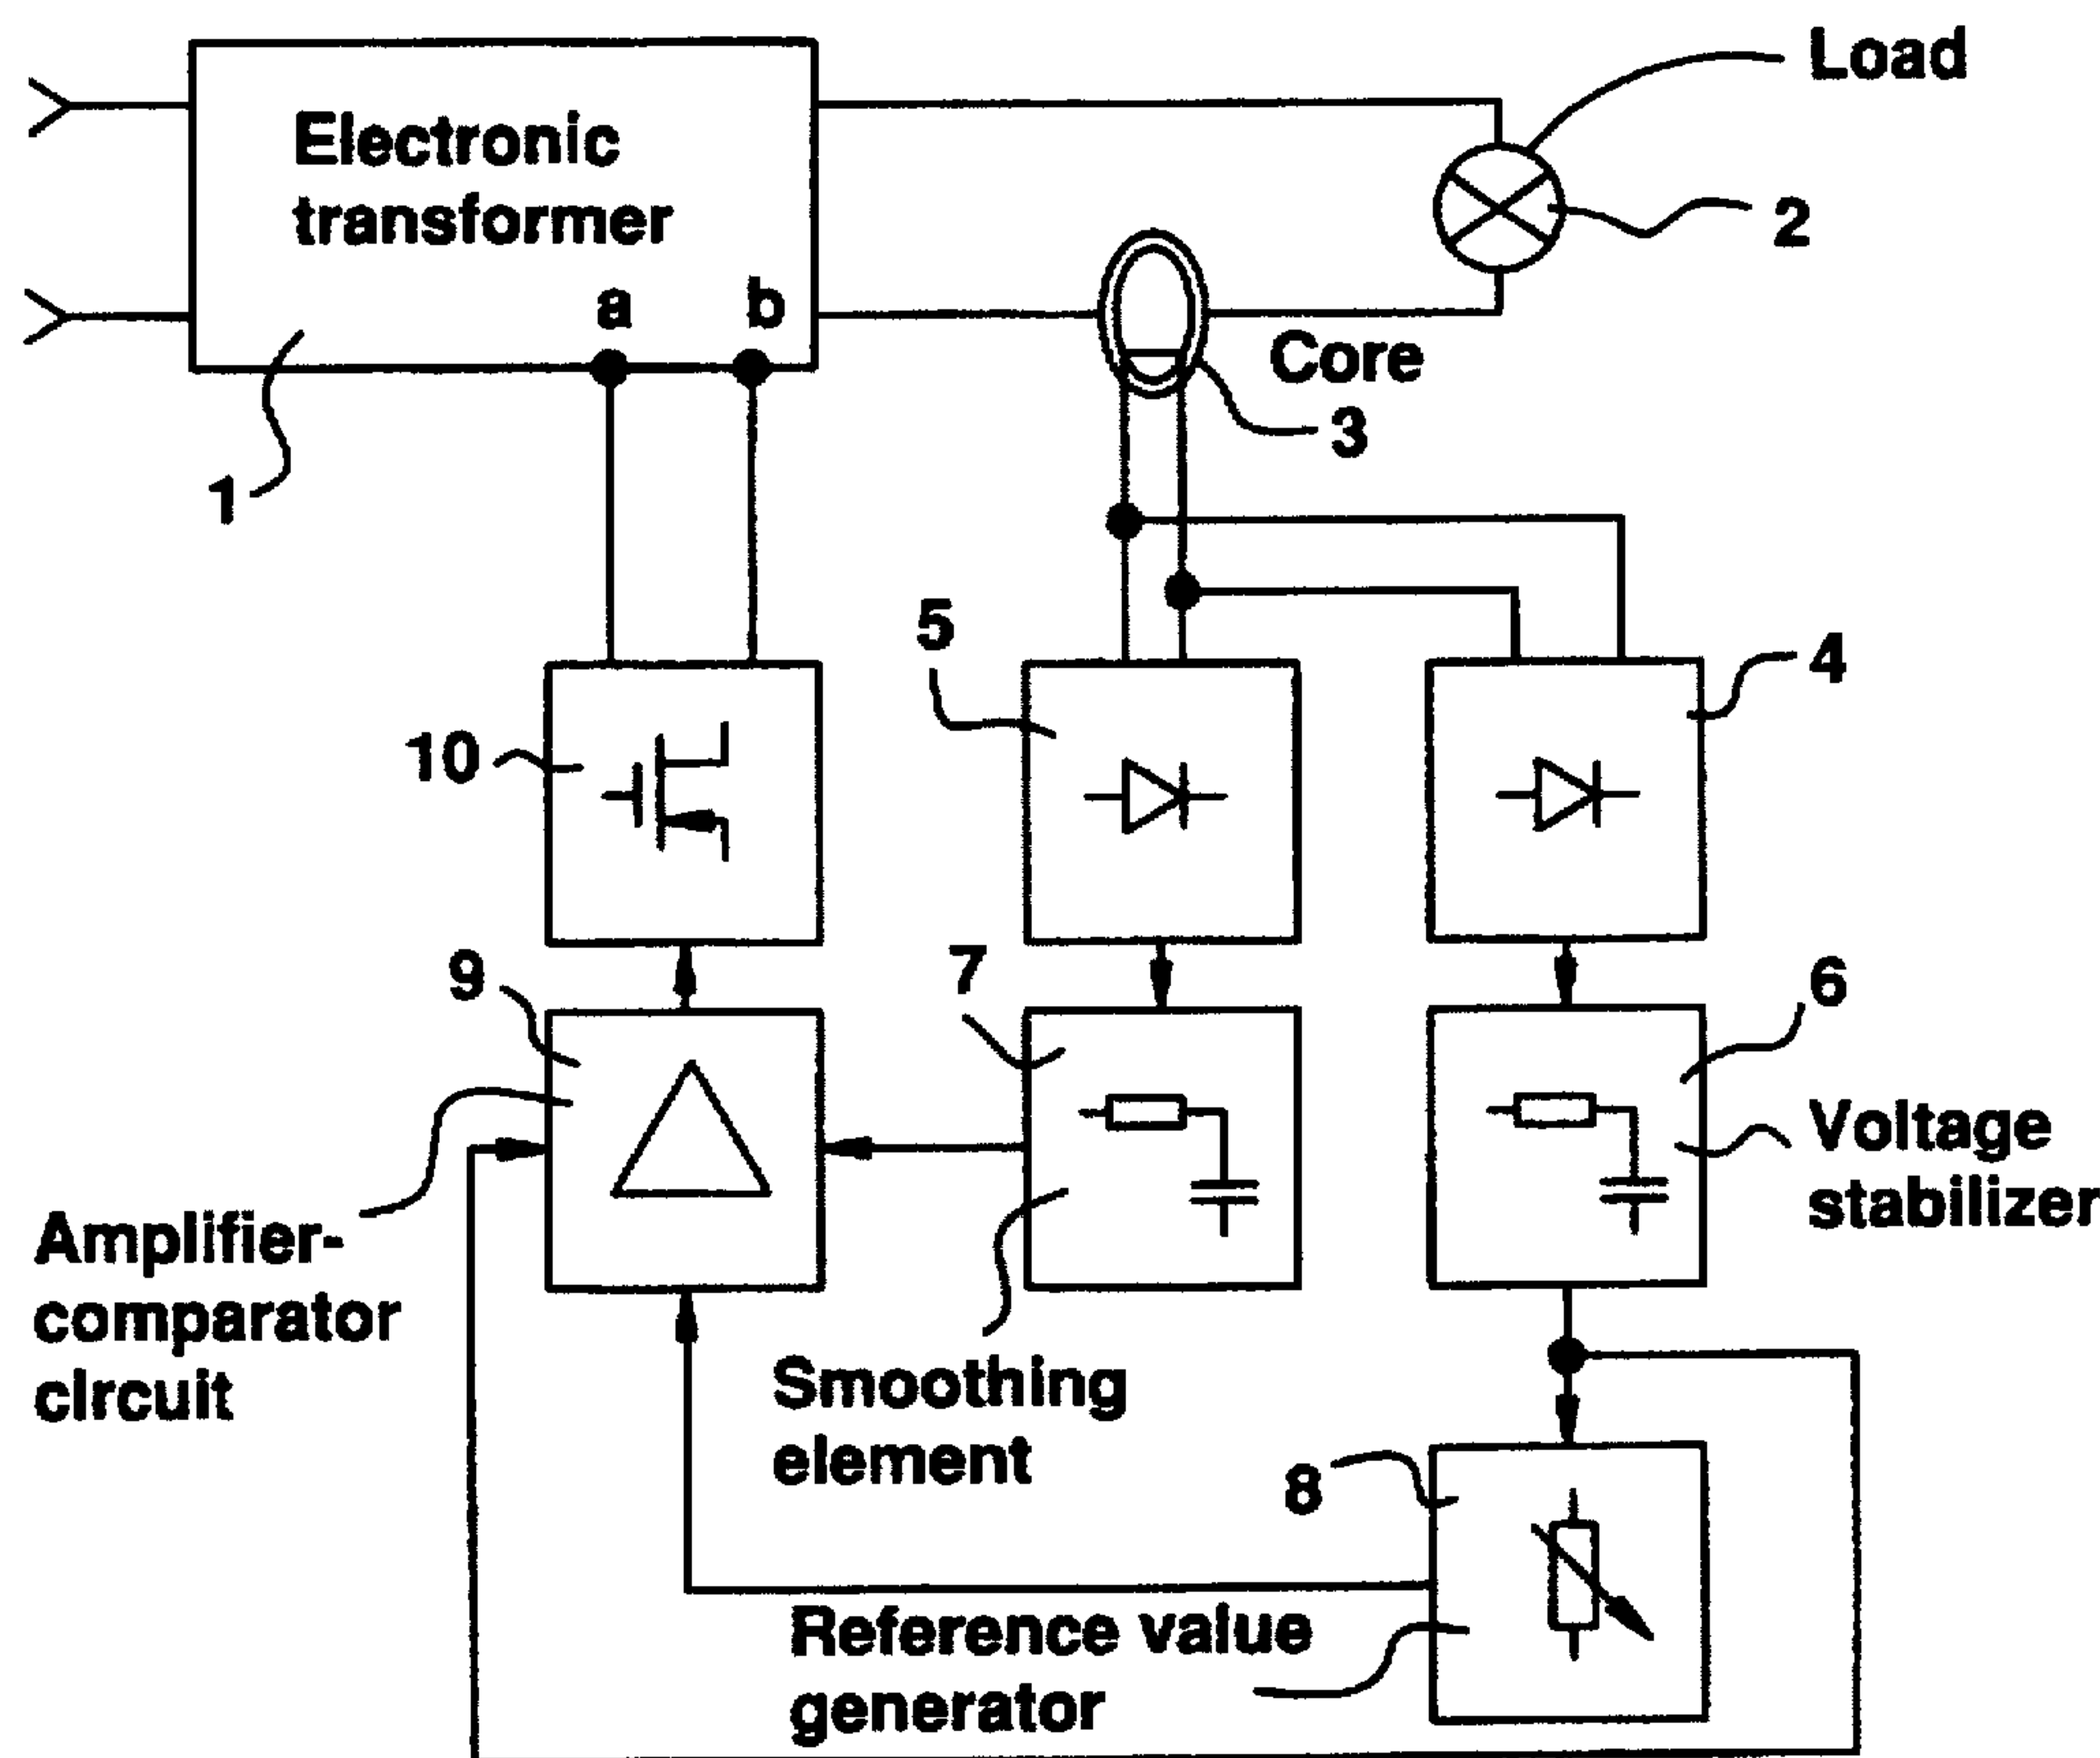 Load
Electronic
transformer
2
a
b
Core
3
1
5
4
10
9
7
6
Voltage
stabilizer
Amplifier-
comparator
circuit
Smoothing
element
8
Reference value
generator